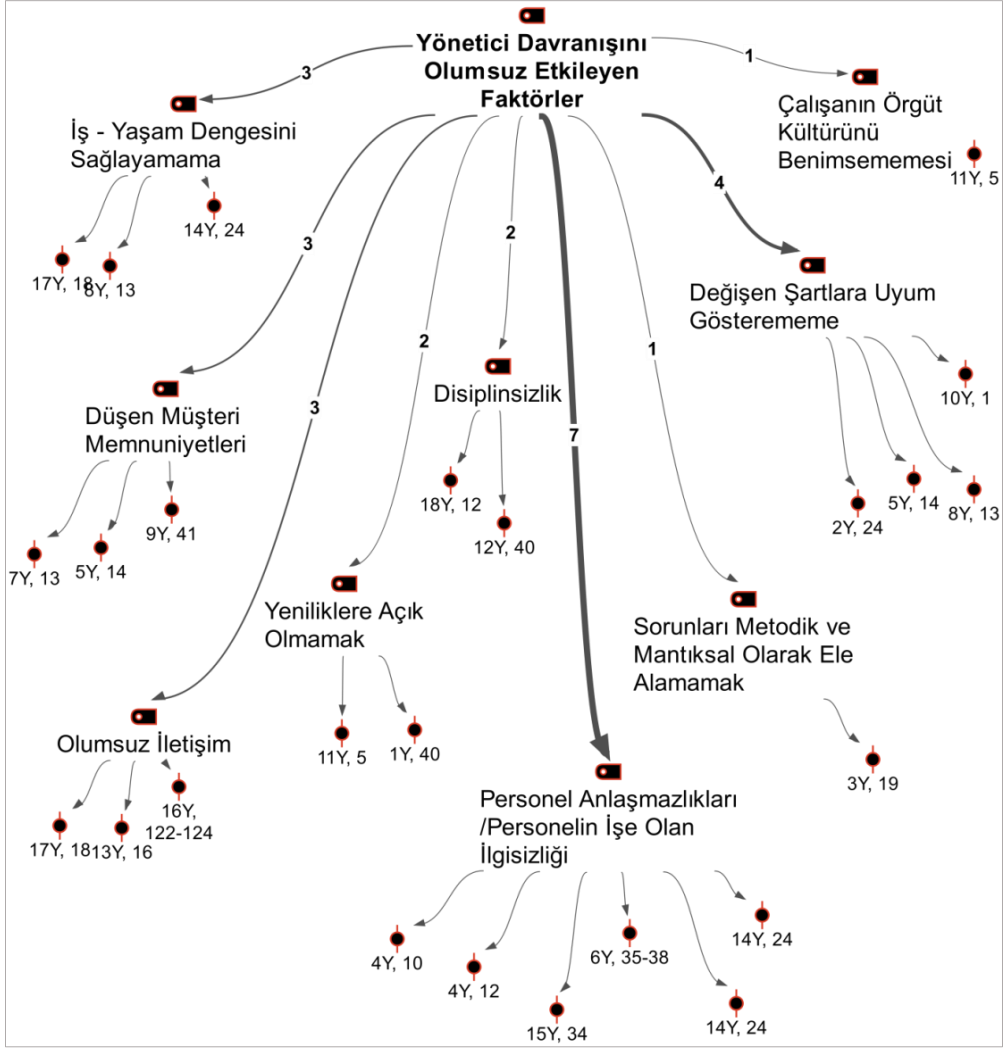 Yönetici Davranışını
Olumsuz Etkileyen
Faktörler
1
3
Çalışanın Örgüt
Kültürünü
Benimsememesi
11Y, 5
İş - Yaşam Dengesini
Sağlayamama
14Y, 24
17Y, 18
8Y, 13
4
3
2
Değişen Şartlara Uyum
Gösterememe
10Y, 1
5Y, 14
8Y, 13
2Y, 24
2
1
Disiplinsizlik
18Y, 12
12Y, 40
3
7
Düşen Müşteri
Memnuniyetleri
9Y, 41
5Y, 14
7Y, 13
Yeniliklere Açık
Olmamak
11Y, 5
1Y, 40
Sorunları Metodik ve
Mantıksal Olarak Ele
Alamamak
3Y, 19
Olumsuz İletişim
16Y,
122-124
17Y, 18
13Y, 16
Personel Anlaşmazlıkları
/Personelin İşe Olan
İlgisizliği
4Y, 10
4Y, 12
15Y, 34
6Y, 35-38
14Y, 24
14Y, 24